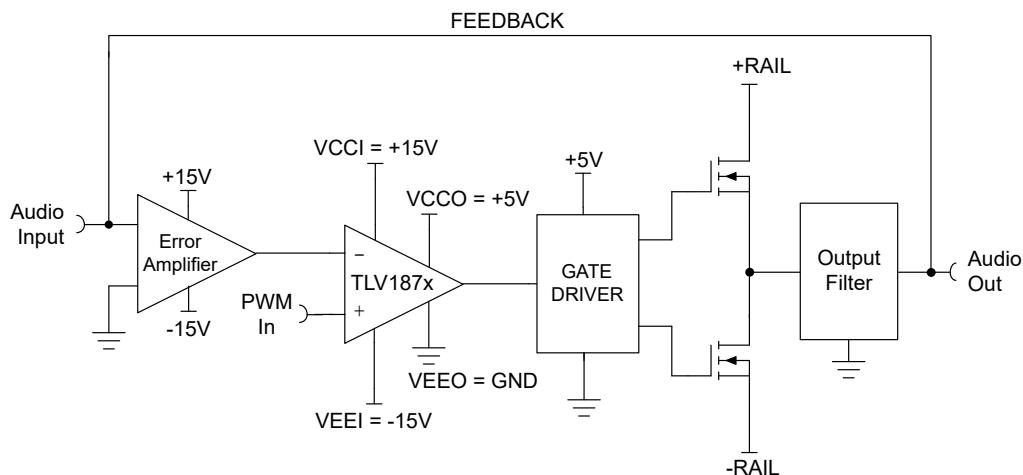 FEEDBACK
+RAIL
VCCI = +15V
+15V
VCCO = +5V
+5V
Audio
Input
Error
Amplifier
−
TLV187x
+
GATE
DRIVER
Output
Filter
Audio
Out
PWM
In
-15V
VEEO = GND
VEEI = -15V
-RAIL